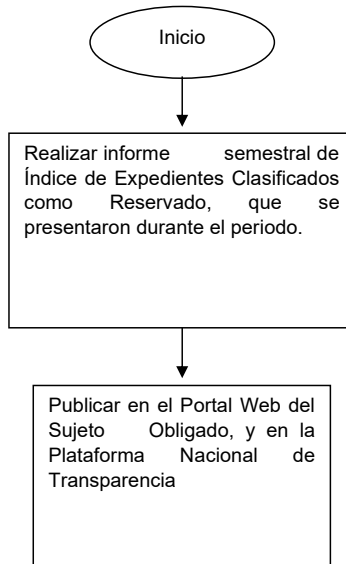 Inicio
Realizar informe semestral de
Índice de Expedientes Clasificados
como Reservado, que se
presentaron durante el periodo.
Publicar en el Portal Web del
Sujeto Obligado, y en la
Plataforma Nacional de
Transparencia